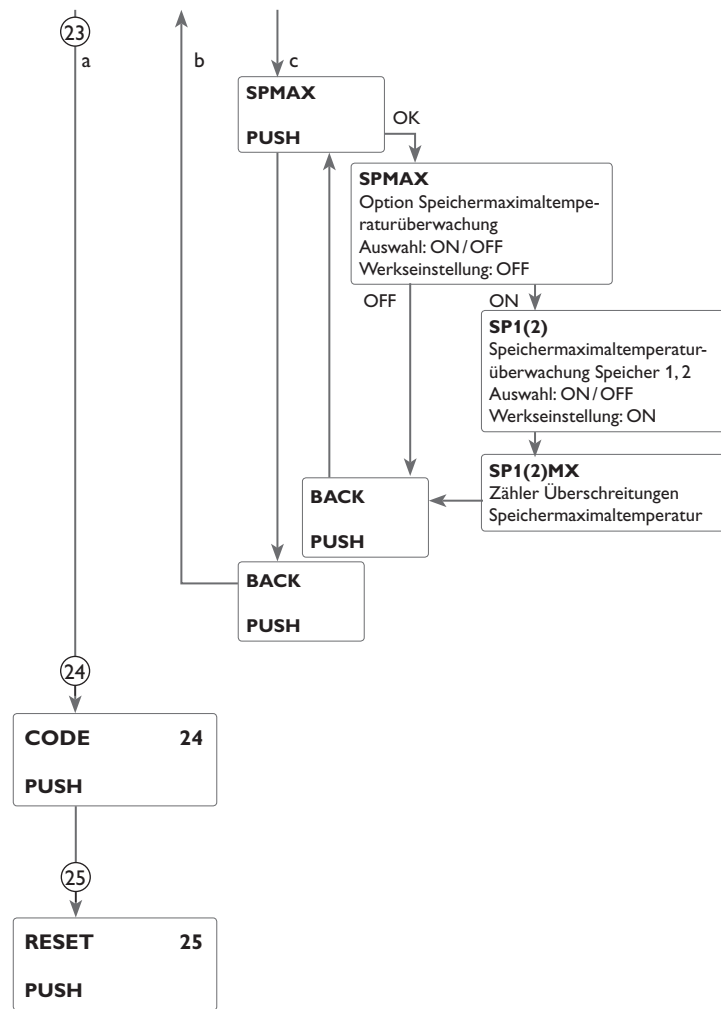 23
a
b
c
SPMAX
PUSH
OK
SPMAX
Option Speichermaximaltempe-
raturüberwachung
Auswahl: ON / OFF
Werkseinstellung: OFF
OFF
ON
SP1(2)
Speichermaximaltemperatur-
überwachung Speicher 1, 2
Auswahl: ON / OFF
Werkseinstellung: ON
SP1(2)MX
Zähler Überschreitungen
Speichermaximaltemperatur
BACK
PUSH
BACK
PUSH
24
CODE 24
PUSH
25
RESET 25
PUSH